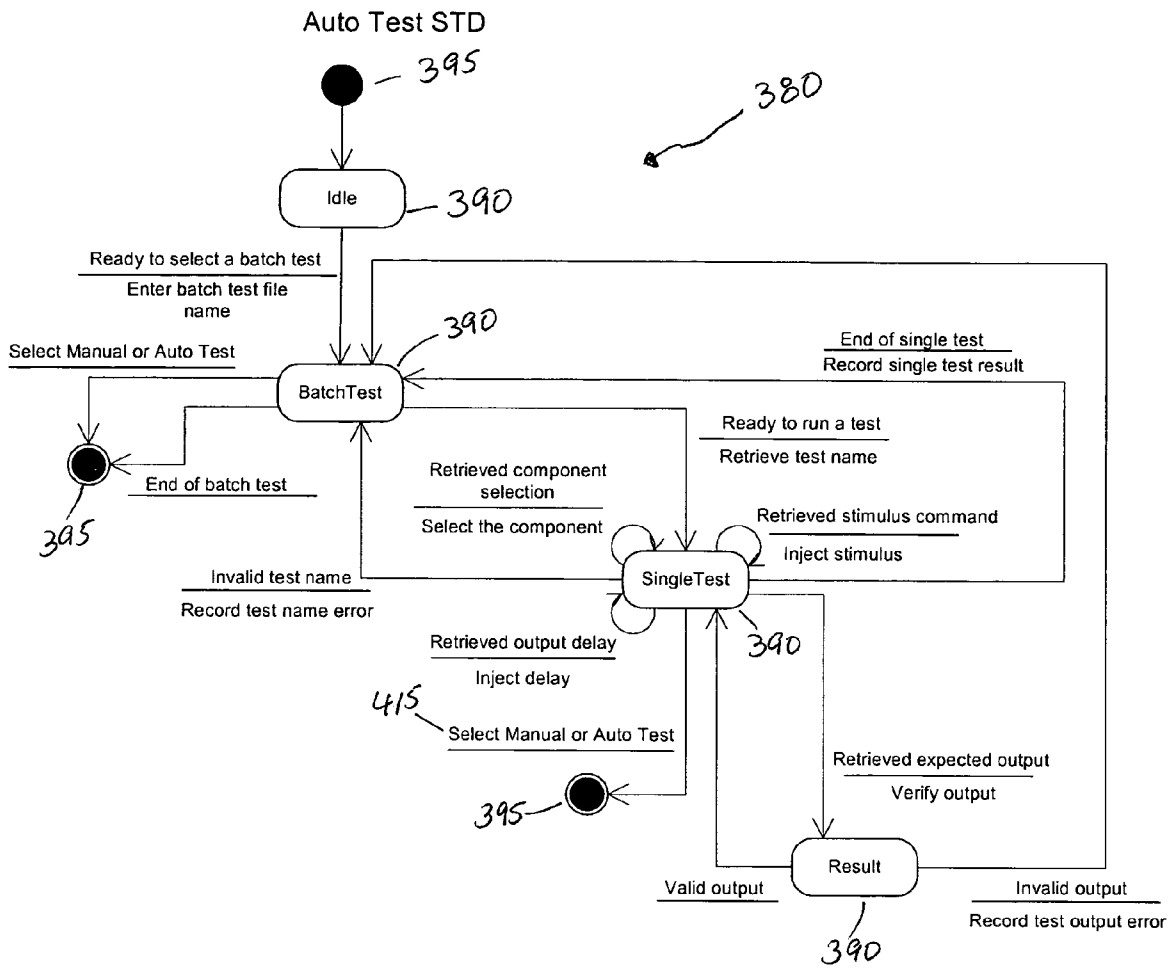 Auto Test STD
395
380
Idle
390
Ready to select a batch test
Enter batch test file
name
390
Select Manual or Auto Test
BatchTest
End of single test
Record single test result
Ready to run a test
Retrieve test name
End of batch test
395
Retrieved component
selection
Select the component
Retrieved stimulus command
Inject stimulus
Invalid test name
Record test name error
SingleTest
390
Retrieved output delay
Inject delay
415
Select Manual or Auto Test
395
Retrieved expected output
Verify output
Result
Valid output
Invalid output
Record test output error
390